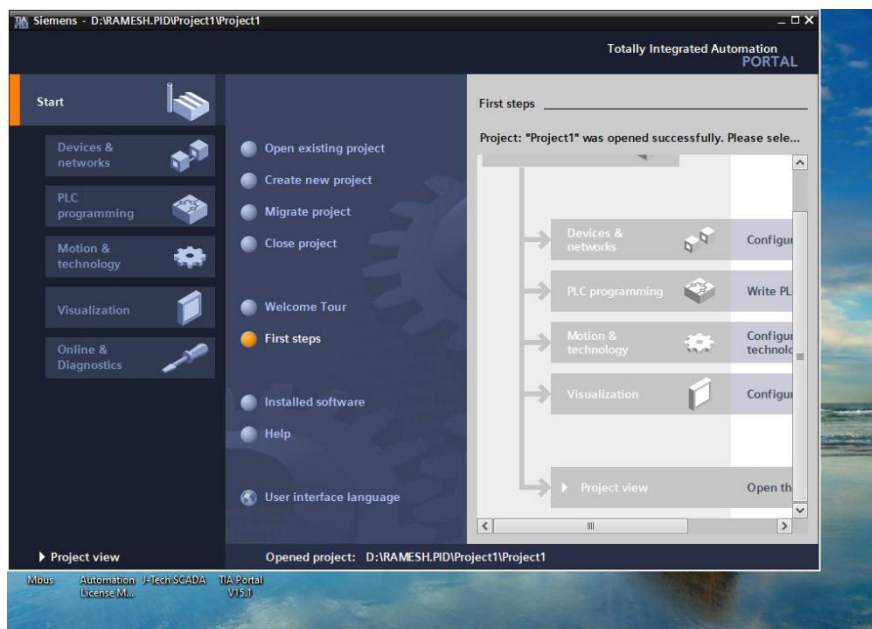 Siemens - D:\RAMESH.PID\Project1\Project1
Totally Integrated Automation
PORTAL
Start
Devices &
networks
PLC
programming
Motion &
technology
Visualization
Online &
Diagnostics
Open existing project
Create new project
Migrate project
Close project
Welcome Tour
First steps
Installed software
Help
User interface language
First steps
Project: "Project1" was opened successfully. Please sele...
Devices &
networks
Configu
PLC programming
Write PL
Motion &
technology
Configu
technolo
Visualization
Configu
Project view
Open th
Project view
Opened project: D:\RAMESH.PID\Project1\Project1
Automation
License M...
J-Tech SCADA
TIA Portal
V15.1